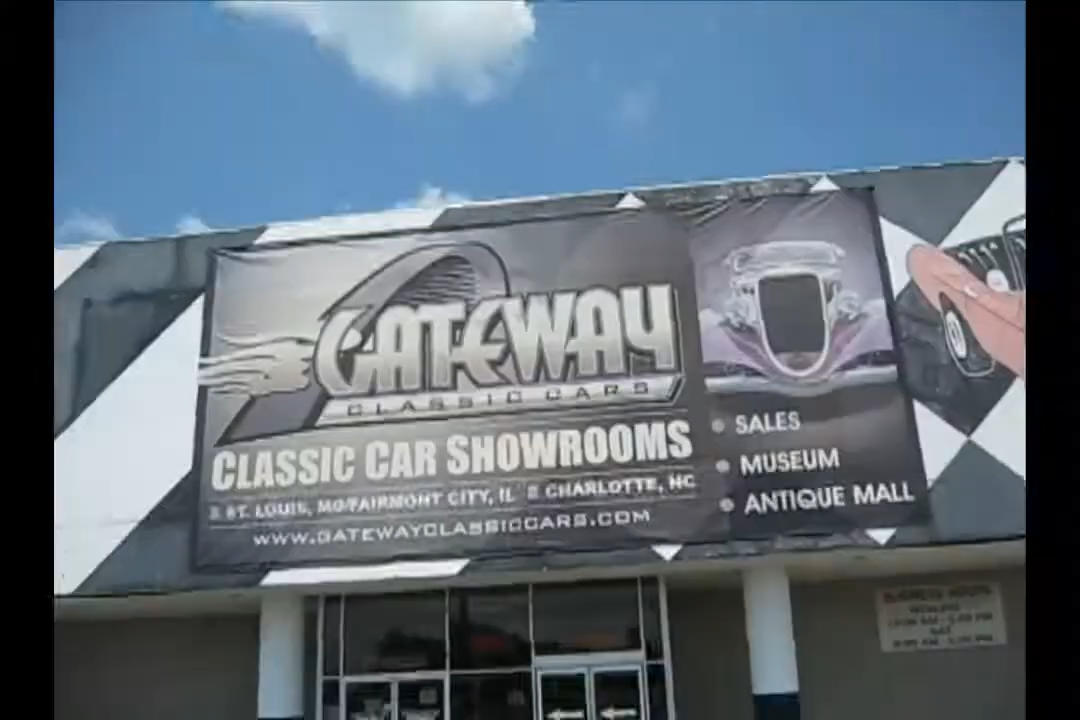 GATEWAY
CLASSIC CARS
CLASSIC CAR SHOWROOMS
ST. LOUIS, MO/FAIRMONT CITY, IL CHARLOTTE, NC
WWW.GATEWAYCLASSICCARS.COM
SALES
MUSEUM
ANTIQUE MALL
BUSINESS HOURS